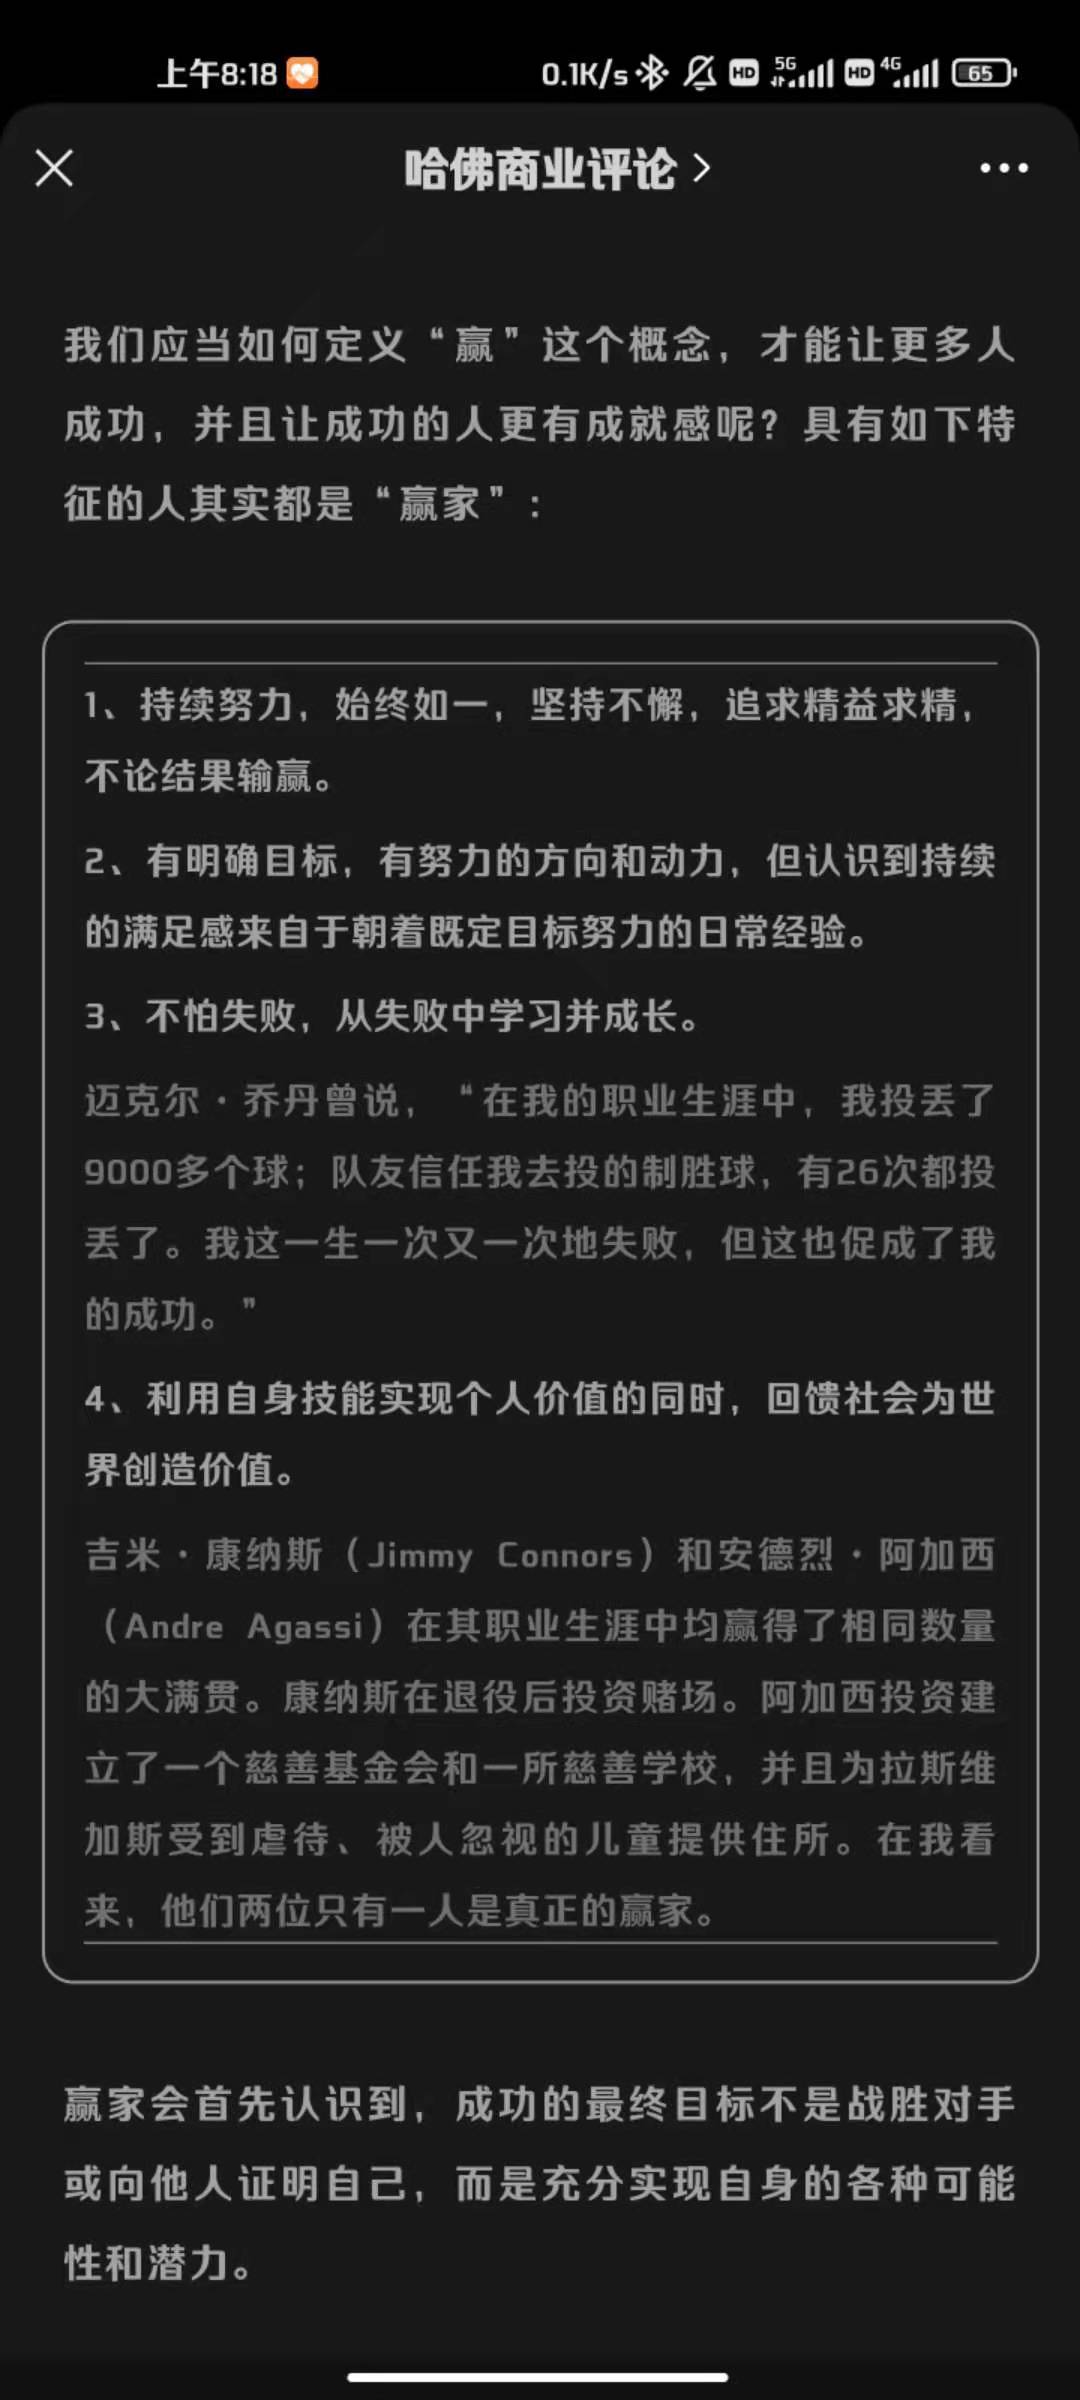 上午8:18
0.1K/s HD 5G HD 4G 65
哈佛商业评论
我们应当如何定义“赢”这个概念，才能让更多人
成功，并且让成功的人更有成就感呢？具有如下特
征的人其实都是“赢家”：
1、持续努力，始终如一，坚持不懈，追求精益求精，
不论结果输赢。
2、有明确目标，有努力的方向和动力，但认识到持续
的满足感来自于朝着既定目标努力的日常经验。
3、不怕失败，从失败中学习并成长。
迈克尔·乔丹曾说，“在我的职业生涯中，我投丢了
9000多个球；队友信任我去投的制胜球，有26次都投
丢了。我这一生一次又一次地失败，但这也促成了我
的成功。”
4、利用自身技能实现个人价值的同时，回馈社会为世
界创造价值。
吉米·康纳斯（Jimmy Connors）和安德烈·阿加西
（Andre Agassi）在其职业生涯中均赢得了相同数量
的大满贯。康纳斯在退役后投资赌场。阿加西投资建
立了一个慈善基金会和一所慈善学校，并且为拉斯维
加斯受到虐待、被人忽视的儿童提供住所。在我看
来，他们两位只有一人是真正的赢家。
赢家会首先认识到，成功的最终目标不是战胜对手
或向他人证明自己，而是充分实现自身的各种可能
性和潜力。